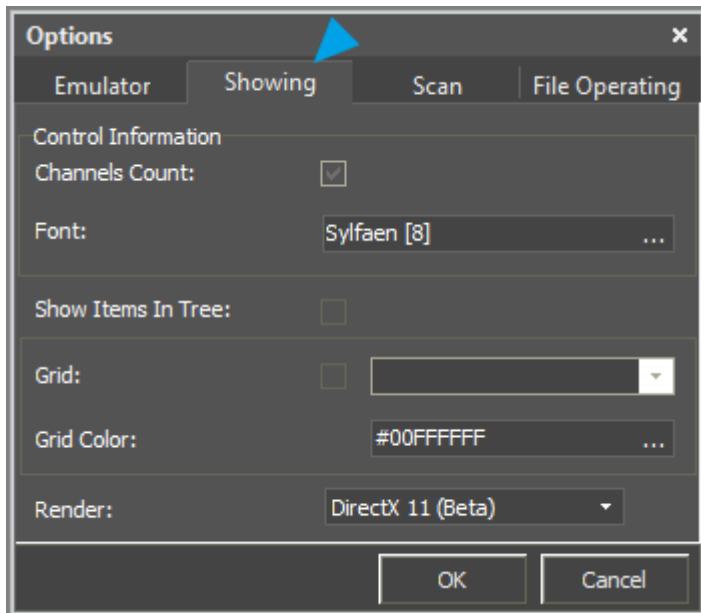 Options
Emulator Showing Scan File Operating
Control Information
Channels Count:
Font: Sylfaen [8] ...
Show Items In Tree:
Grid:
Grid Color: #00FFFFFF ...
Render: DirectX 11 (Beta)
OK Cancel